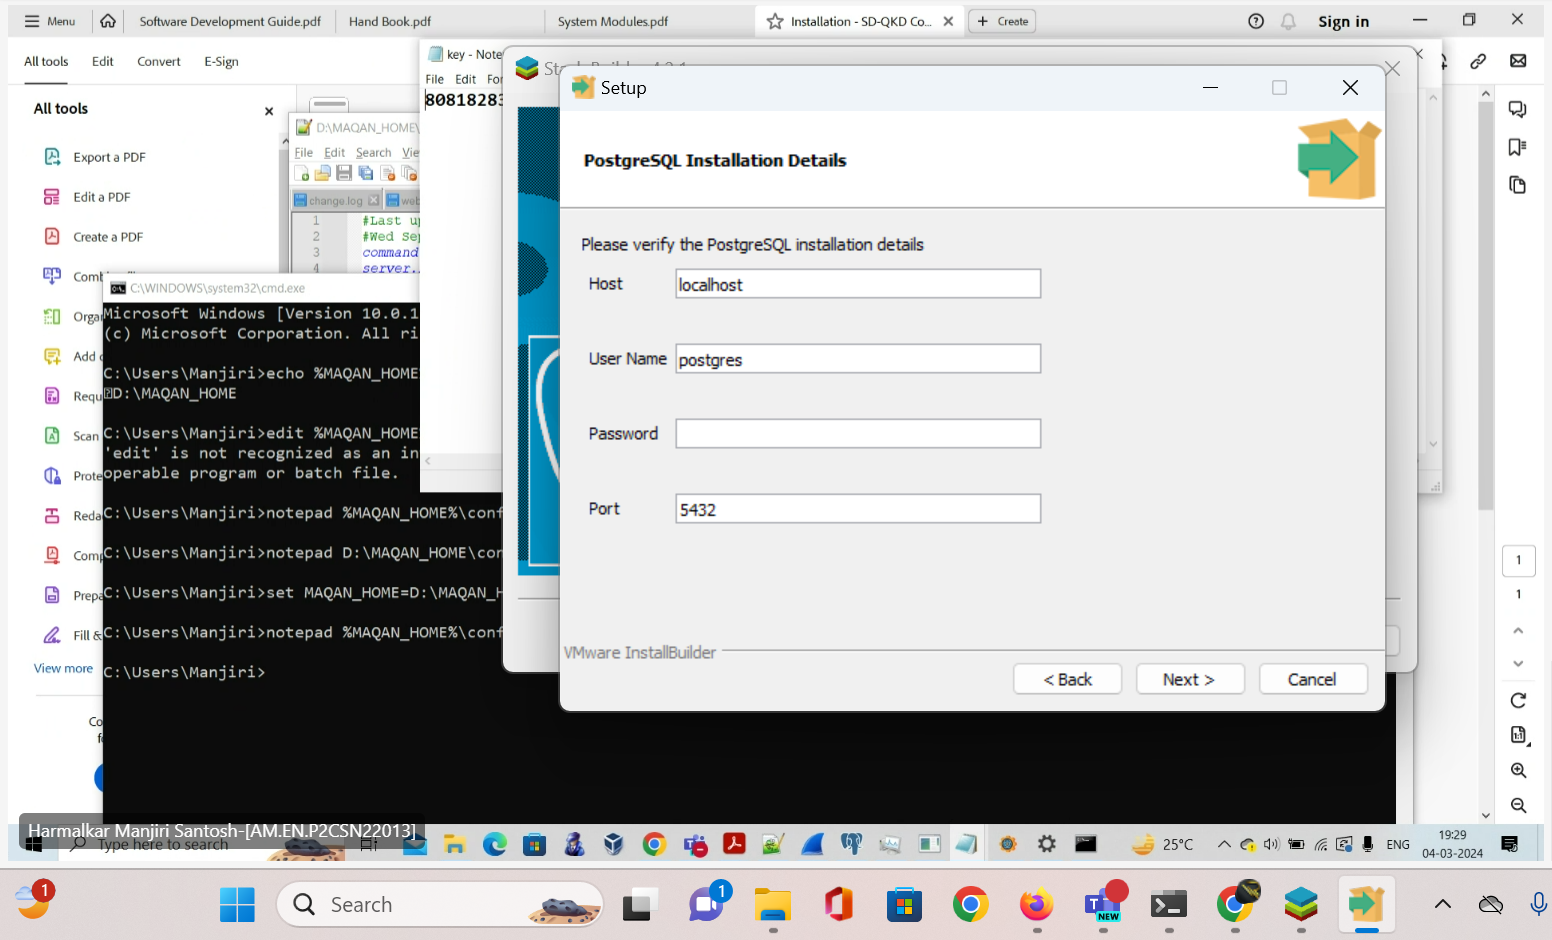 Menu
Software Development Guide.pdf
Hand Book.pdf
System Modules.pdf
Installation - SD-QKD Co...
Create
Sign in
All tools
Edit
Convert
E-Sign
All tools
Export a PDF
Edit a PDF
Create a PDF
Organ
Add
Requ
Scan
Prote
Reda
Comp
Prepa
Fill &
View more
key - Note
File Edit For
80818283
D:\MAQAN_HOME\
File Edit Search Vie
change.log
web
1 #Last up
2 #Wed Sep
3 command
4 server.
C:\WINDOWS\system32\cmd.exe
Microsoft Windows [Version 10.0.1
(c) Microsoft Corporation. All ri
C:\Users\Manjiri>echo %MAQAN_HOME
D:\MAQAN_HOME
C:\Users\Manjiri>edit %MAQAN_HOME
'edit' is not recognized as an in
operable program or batch file.
C:\Users\Manjiri>notepad %MAQAN_HOME%\conf
C:\Users\Manjiri>notepad D:\MAQAN_HOME\con
C:\Users\Manjiri>set MAQAN_HOME=D:\MAQAN_H
C:\Users\Manjiri>notepad %MAQAN_HOME%\conf
C:\Users\Manjiri>
Setup
PostgreSQL Installation Details
Please verify the PostgreSQL installation details
Host localhost
User Name postgres
Password
Port 5432
VMware InstallBuilder
< Back
Next >
Cancel
1
1
Harmalkar Manjiri Santosh-[AM.EN.P2CSN22013]
Type here to search
25°C
ENG
19:29
04-03-2024
1
Search
1
NEW